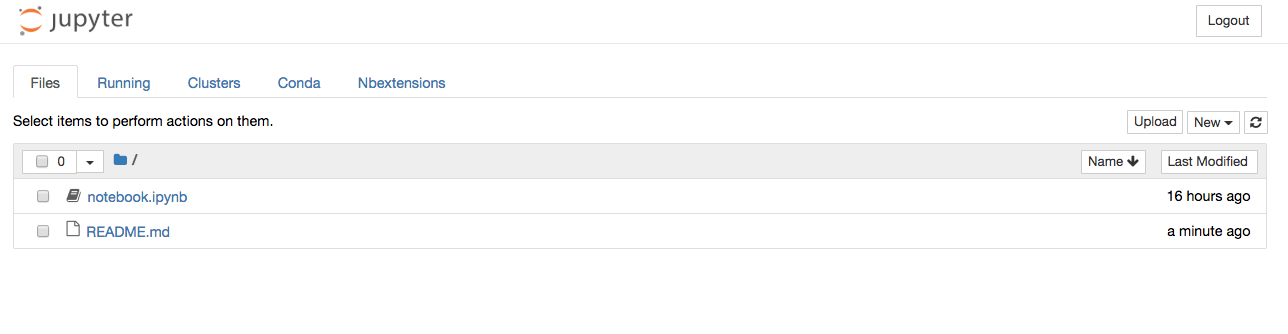 jupyter
Logout
Files Running Clusters Conda Nbextensions
Select items to perform actions on them.
Upload New
0 / Name Last Modified
notebook.ipynb 16 hours ago
README.md a minute ago